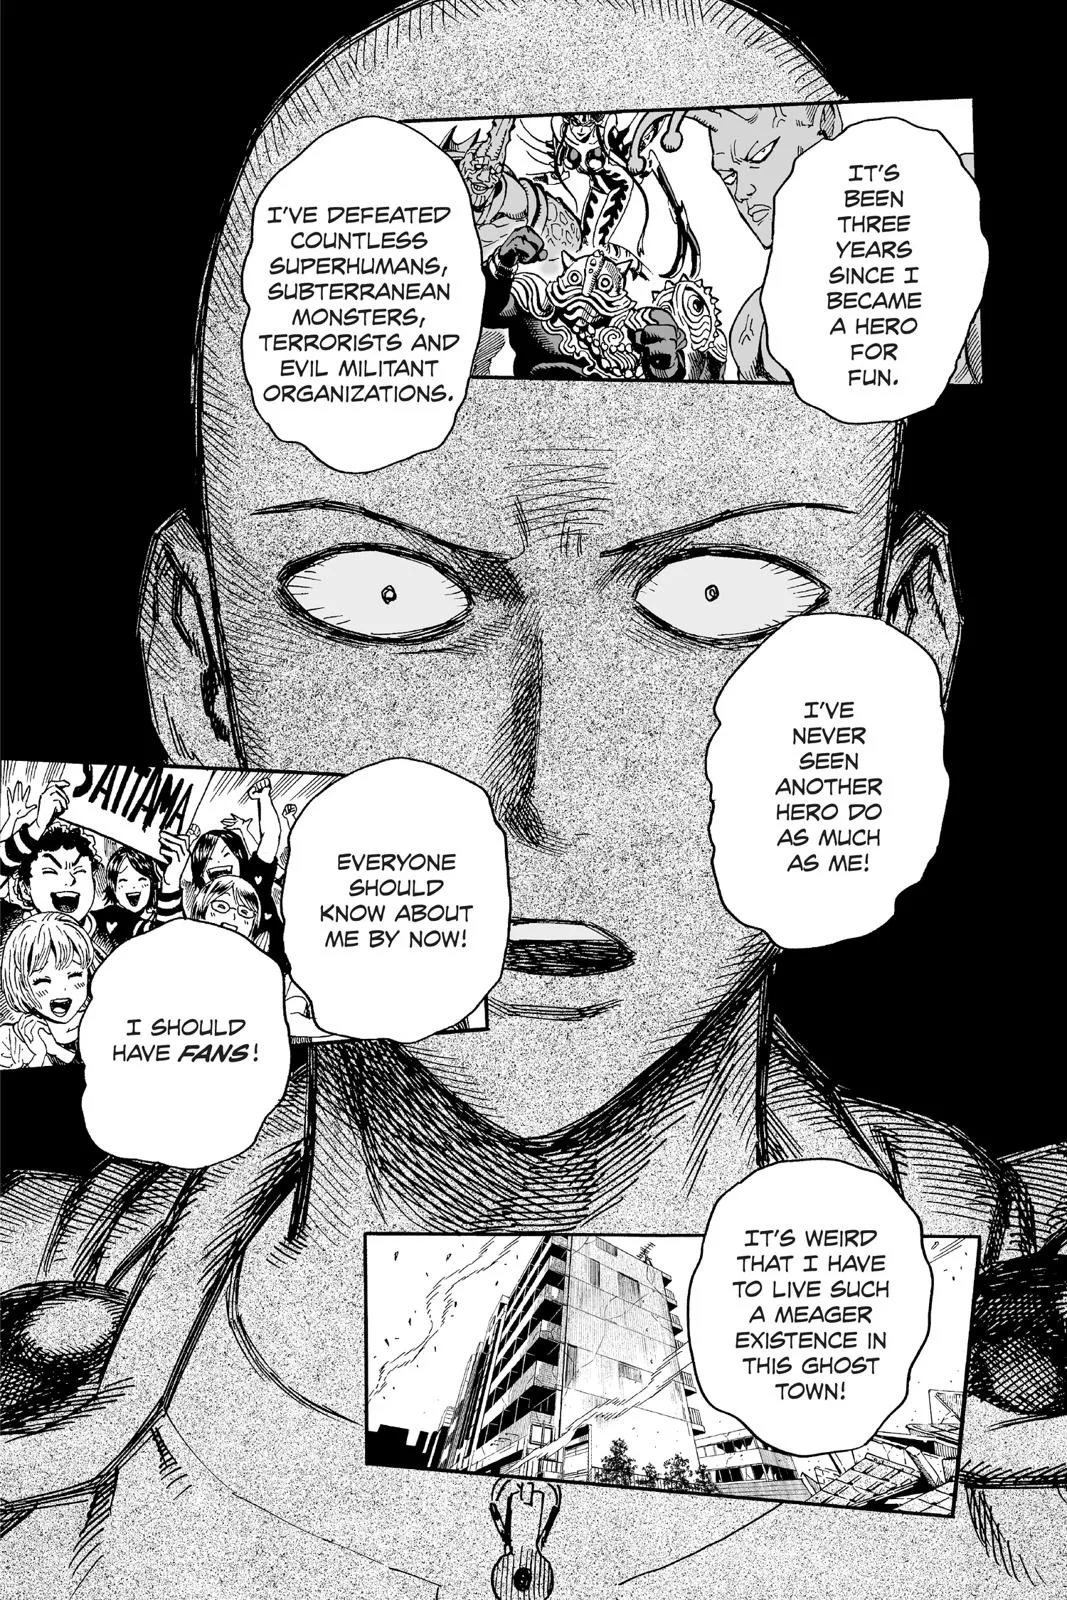 IT'S
BEEN
THREE
YEARS
SINCE I
BECAME
A HERO
FOR
FUN.
I'VE DEFEATED
COUNTLESS
SUPERHUMANS,
SUBTERRANEAN
MONSTERS,
TERRORISTS AND
EVIL MILITANT
ORGANIZATIONS.
I'VE
NEVER
SEEN
ANOTHER
HERO DO
AS MUCH
AS ME!
SAITAMA
EVERYONE
SHOULD
KNOW ABOUT
ME BY NOW!
I SHOULD
HAVE FANS!
IT'S WEIRD
THAT I HAVE
TO LIVE SUCH
A MEAGER
EXISTENCE IN
THIS GHOST
TOWN!